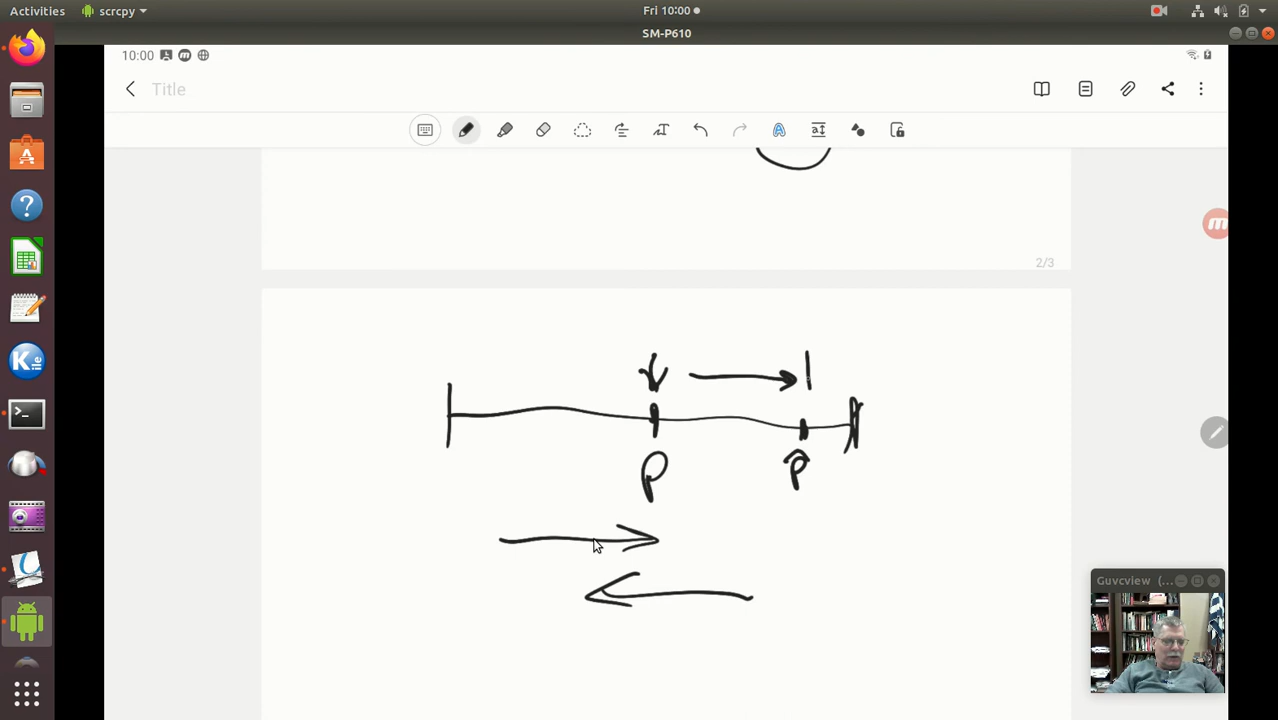 Activities scrcpy Fri 10:00
SM-P610
10:00
Title
2/3
p p̂
Guvcview (...